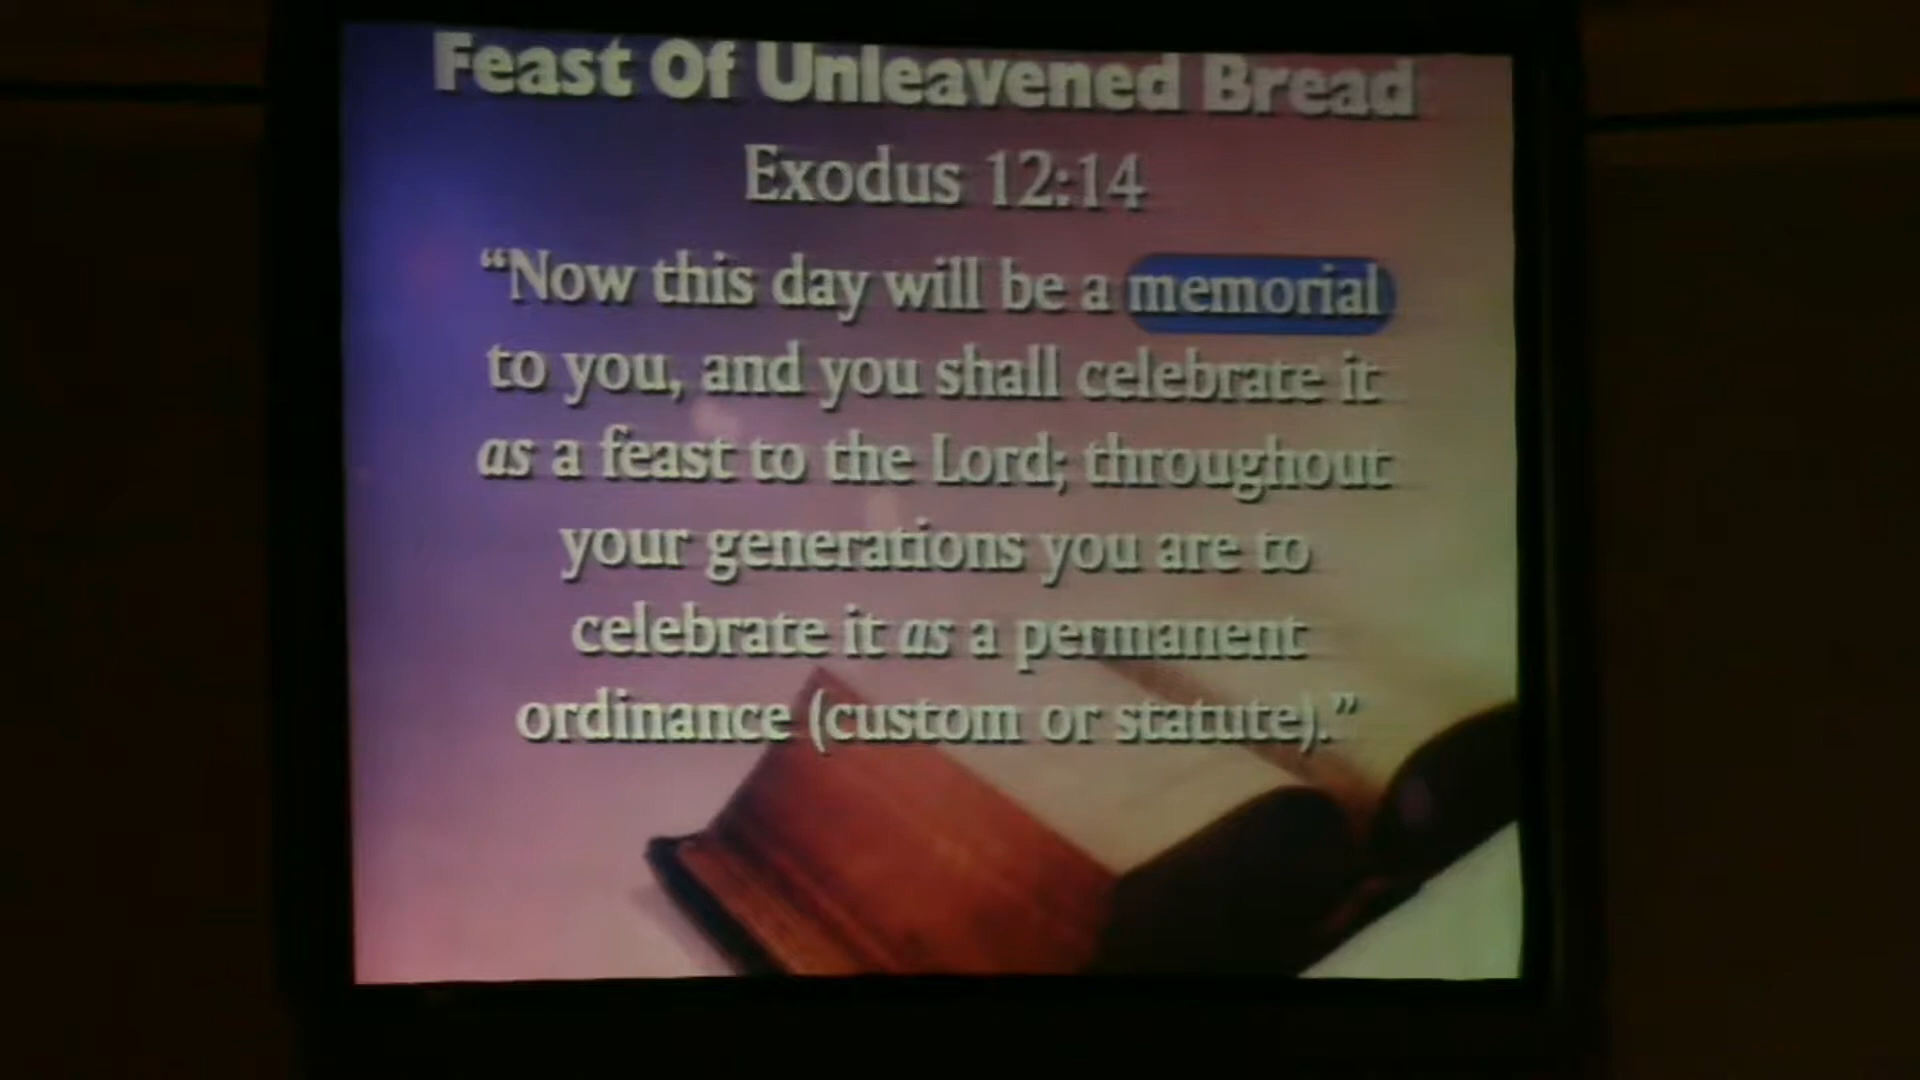 Feast Of Unleavened Bread
Exodus 12:14
“Now this day will be a memorial
to you, and you shall celebrate it
as a feast to the Lord; throughout
your generations you are to
celebrate it as a permanent
ordinance (custom or statute).”